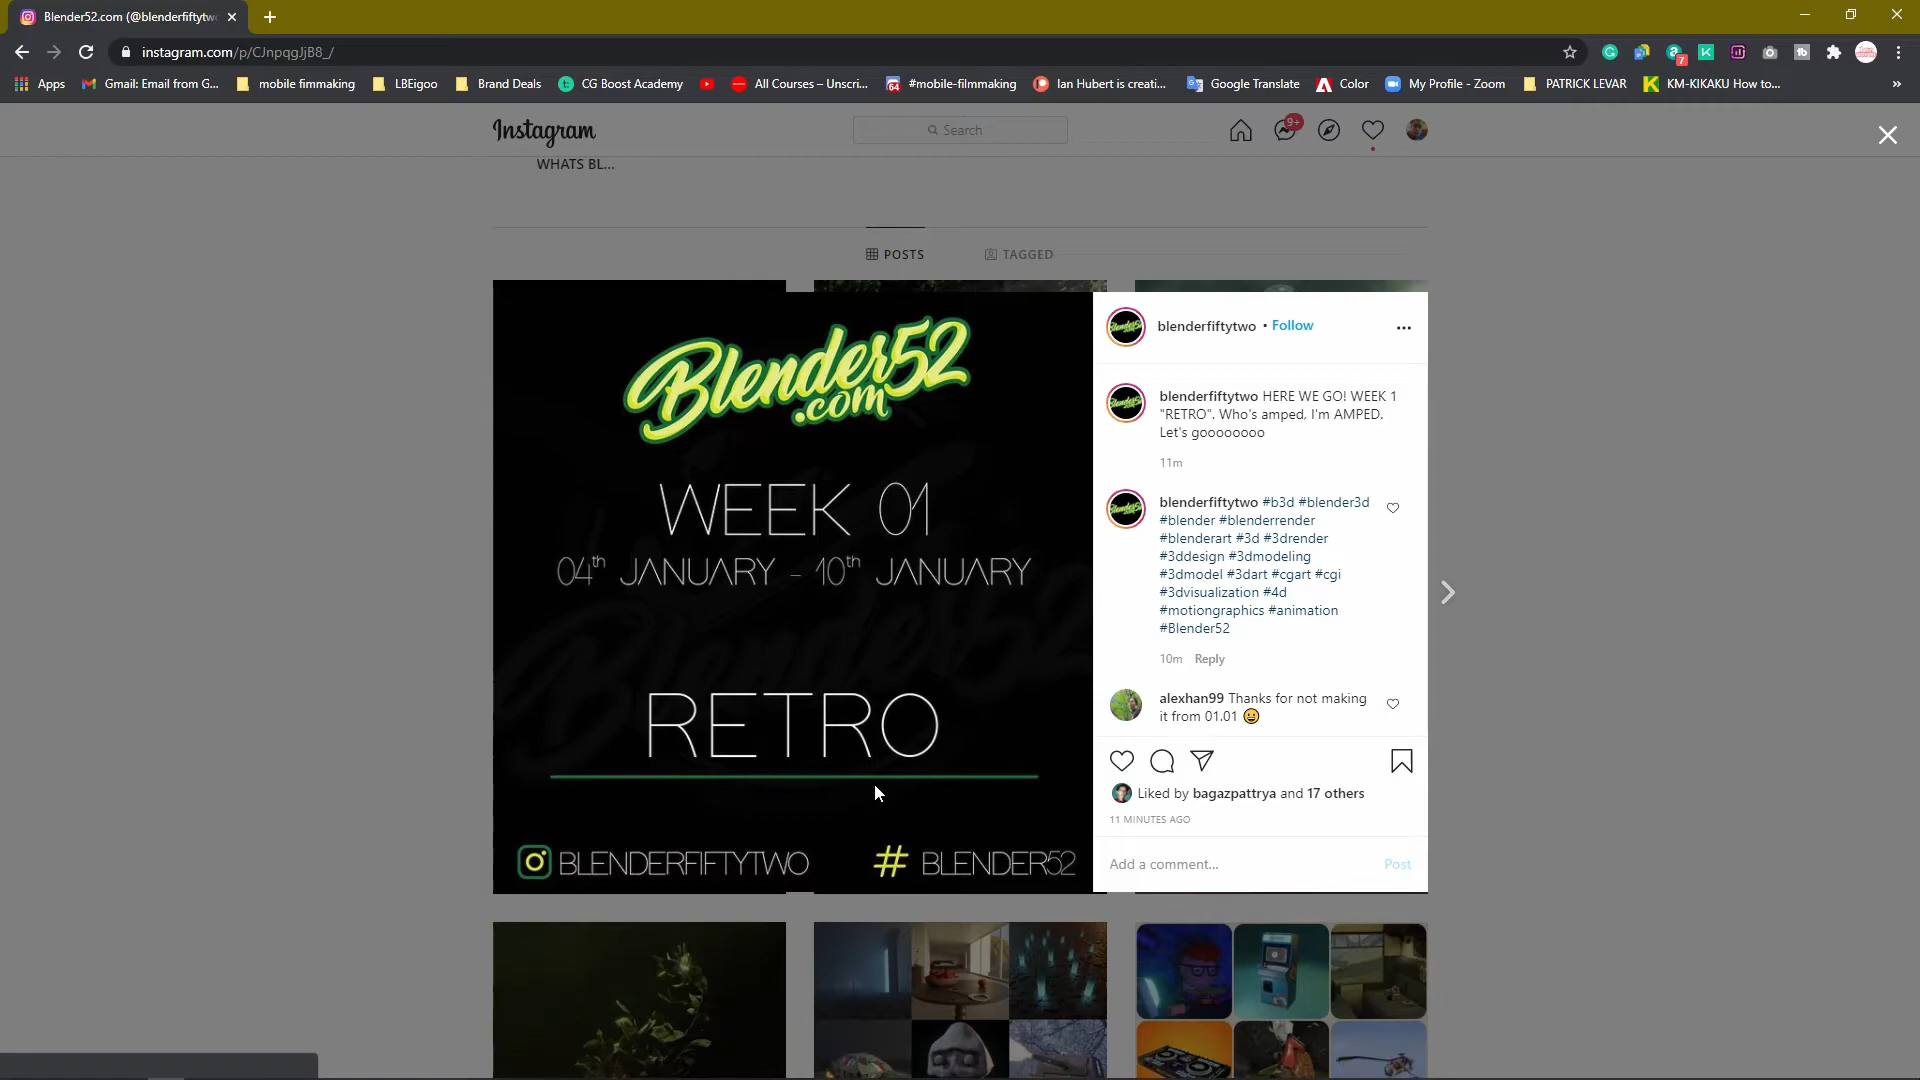 Blender52.com (@blenderfiftytw
instagram.com/p/CJnpqgJjB8_/
7
Apps
Gmail: Email from G...
mobile fimmaking
LBEigoo
Brand Deals
CG Boost Academy
All Courses – Unscri...
64
#mobile-filmmaking
Ian Hubert is creati...
Google Translate
Color
My Profile - Zoom
PATRICK LEVAR
KM-KIKAKU How to...
»
Instagram
Search
9+
WHATS BL...
POSTS
TAGGED
Blender52
.com
WEEK 01
04th JANUARY - 10th JANUARY
RETRO
BLENDERFIFTYTWO
# BLENDER52
blenderfiftytwo • Follow
blenderfiftytwo HERE WE GO! WEEK 1
"RETRO". Who's amped, I'm AMPED.
Let's goooooooo
11m
blenderfiftytwo #b3d #blender3d
#blender #blenderrender
#blenderart #3d #3drender
#3ddesign #3dmodeling
#3dmodel #3dart #cgart #cgi
#3dvisualization #4d
#motiongraphics #animation
#Blender52
10m Reply
alexhan99 Thanks for not making
it from 01.01 😀
Liked by bagazpattrya and 17 others
11 MINUTES AGO
Add a comment...
Post